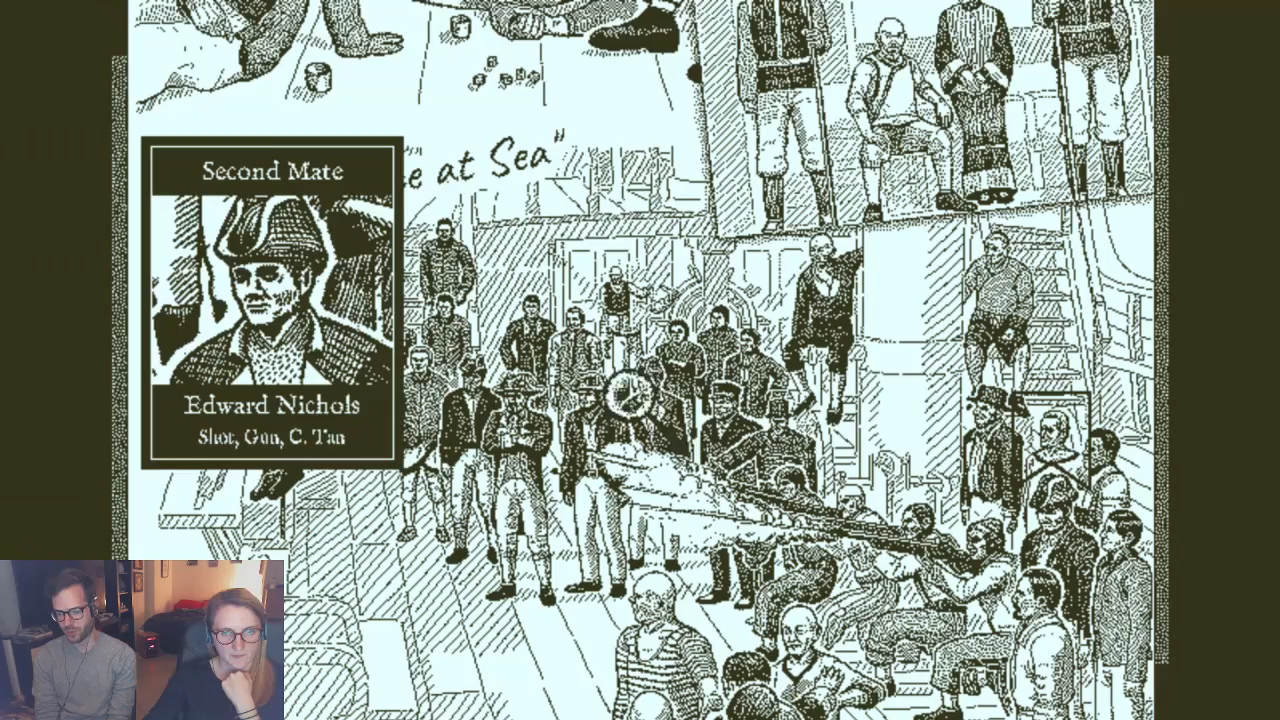 e at Sea"
Second Mate
Edward Nichols
Shot, Gun, C. Tan